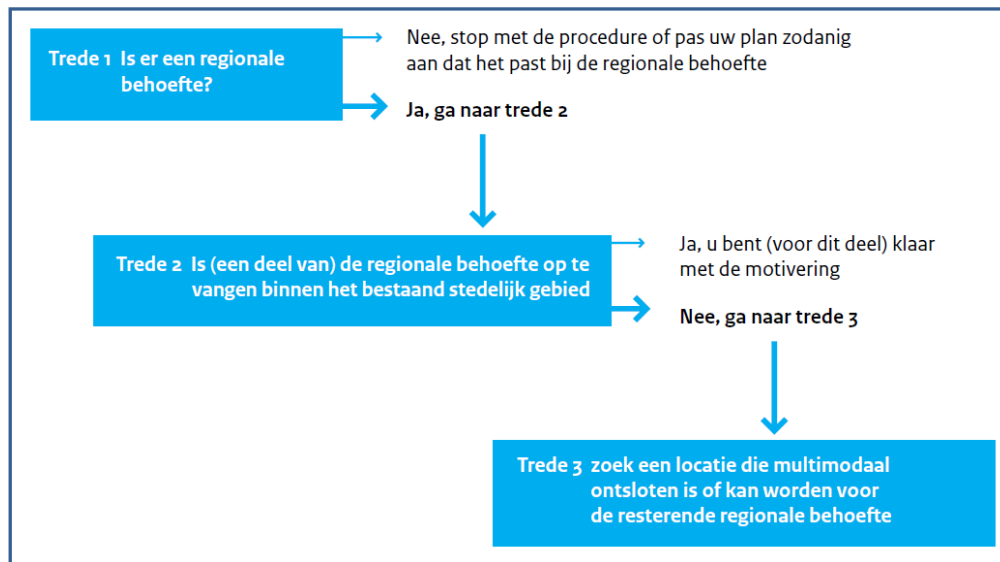 Trede 1 Is er een regionale
behoefte?
Nee, stop met de procedure of pas uw plan zodanig
aan dat het past bij de regionale behoefte
Ja, ga naar trede 2
Trede 2 Is (een deel van) de regionale behoefte op te
vangen binnen het bestaand stedelijk gebied
Ja, u bent (voor dit deel) klaar
met de motivering
Nee, ga naar trede 3
Trede 3 zoek een locatie die multimodaal
ontsloten is of kan worden voor
de resterende regionale behoefte